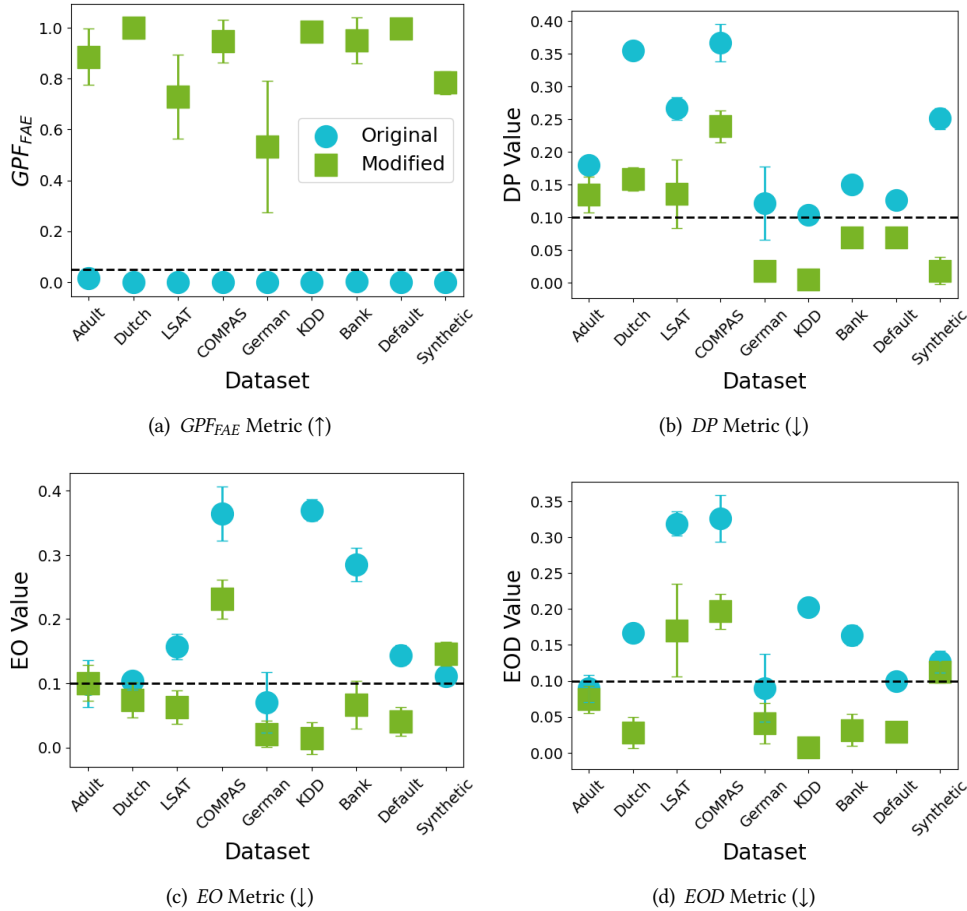 1.0
0.8
0.6
0.4
0.2
0.0
GPF_FAE
Original
Modified
Adult
Dutch
LSAT
COMPAS
German
KDD
Bank
Default
Synthetic
Dataset
(a) GPF_FAE Metric (↑)
0.40
0.35
0.30
0.25
0.20
0.15
0.10
0.05
0.00
DP Value
Adult
Dutch
LSAT
COMPAS
German
KDD
Bank
Default
Synthetic
Dataset
(b) DP Metric (↓)
0.4
0.3
0.2
0.1
0.0
EO Value
Adult
Dutch
LSAT
COMPAS
German
KDD
Bank
Default
Synthetic
Dataset
(c) EO Metric (↓)
0.35
0.30
0.25
0.20
0.15
0.10
0.05
0.00
EOD Value
Adult
Dutch
LSAT
COMPAS
German
KDD
Bank
Default
Synthetic
Dataset
(d) EOD Metric (↓)